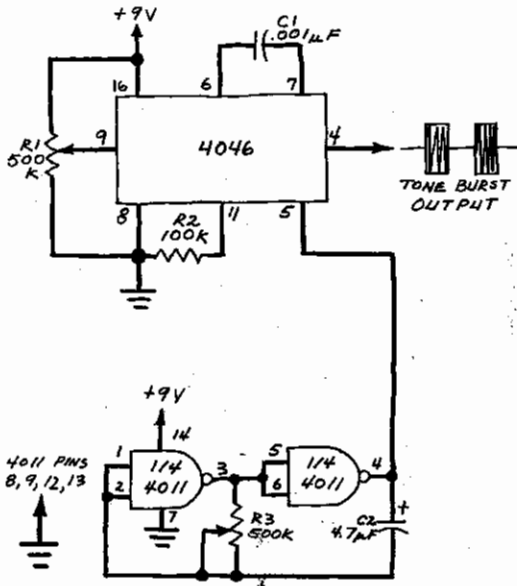 +9V
C1
.001µF
16
6
7
R1
500
K
9
4046
4
8
R2
100K
11
5
TONE BURST
OUTPUT
+9V
14
4011 PINS
8, 9, 12, 13
1
2
1/4
4011
3
7
5
6
1/4
4011
4
R3
500K
+
C2
4.7µF